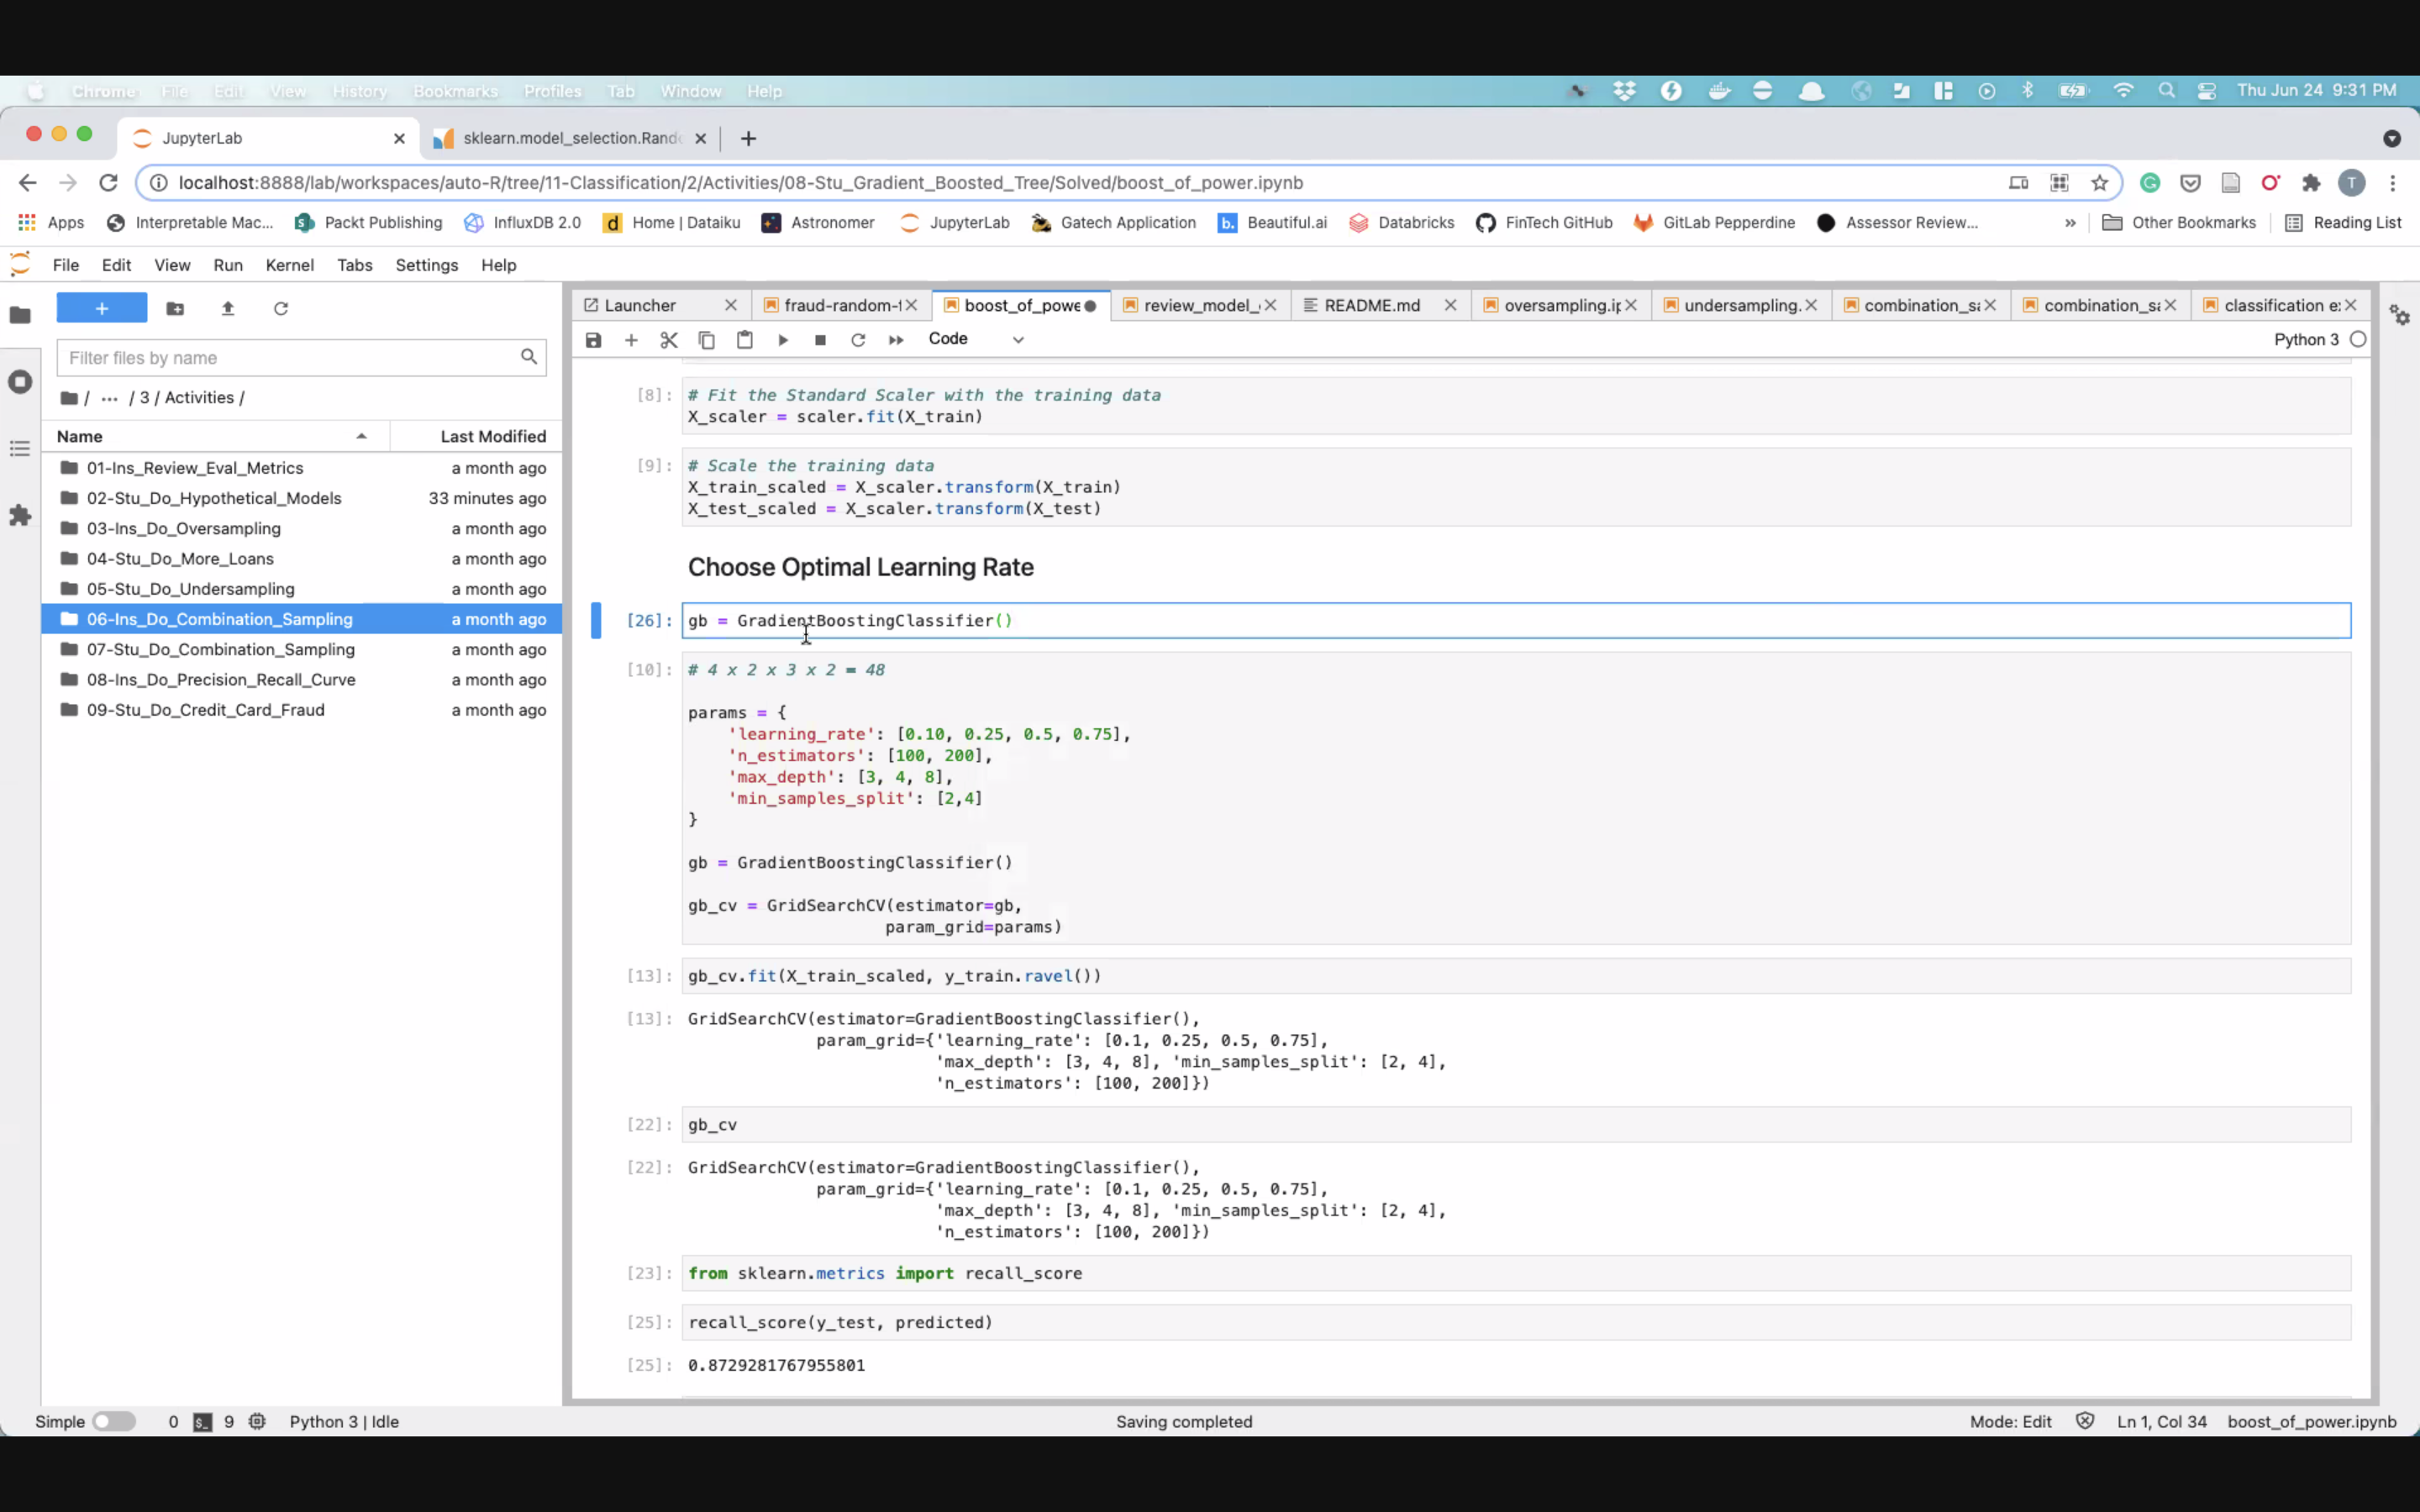 Chrome File Edit View History Bookmarks Profiles Tab Window Help Thu Jun 24 9:31 PM
JupyterLab sklearn.model_selection.Rand
localhost:8888/lab/workspaces/auto-R/tree/11-Classification/2/Activities/08-Stu_Gradient_Boosted_Tree/Solved/boost_of_power.ipynb T
Apps Interpretable Mac... Packt Publishing InfluxDB 2.0 Home | Dataiku Astronomer JupyterLab Gatech Application Beautiful.ai Databricks FinTech GitHub GitLab Pepperdine Assessor Review... » Other Bookmarks Reading List
File Edit View Run Kernel Tabs Settings Help
Launcher fraud-random-f boost_of_powe review_model_ README.md oversampling.ip undersampling. combination_sa combination_sa classification e
Code Python 3
Filter files by name
/ ··· / 3 / Activities /
Name Last Modified
01-Ins_Review_Eval_Metrics a month ago
02-Stu_Do_Hypothetical_Models 33 minutes ago
03-Ins_Do_Oversampling a month ago
04-Stu_Do_More_Loans a month ago
05-Stu_Do_Undersampling a month ago
06-Ins_Do_Combination_Sampling a month ago
07-Stu_Do_Combination_Sampling a month ago
08-Ins_Do_Precision_Recall_Curve a month ago
09-Stu_Do_Credit_Card_Fraud a month ago
[8]: # Fit the Standard Scaler with the training data
X_scaler = scaler.fit(X_train)
[9]: # Scale the training data
X_train_scaled = X_scaler.transform(X_train)
X_test_scaled = X_scaler.transform(X_test)
Choose Optimal Learning Rate
[26]: gb = GradientBoostingClassifier()
[10]: # 4 x 2 x 3 x 2 = 48
params = {
'learning_rate': [0.10, 0.25, 0.5, 0.75],
'n_estimators': [100, 200],
'max_depth': [3, 4, 8],
'min_samples_split': [2,4]
}
gb = GradientBoostingClassifier()
gb_cv = GridSearchCV(estimator=gb,
param_grid=params)
[13]: gb_cv.fit(X_train_scaled, y_train.ravel())
[13]: GridSearchCV(estimator=GradientBoostingClassifier(),
param_grid={'learning_rate': [0.1, 0.25, 0.5, 0.75],
'max_depth': [3, 4, 8], 'min_samples_split': [2, 4],
'n_estimators': [100, 200]})
[22]: gb_cv
[22]: GridSearchCV(estimator=GradientBoostingClassifier(),
param_grid={'learning_rate': [0.1, 0.25, 0.5, 0.75],
'max_depth': [3, 4, 8], 'min_samples_split': [2, 4],
'n_estimators': [100, 200]})
[23]: from sklearn.metrics import recall_score
[25]: recall_score(y_test, predicted)
[25]: 0.8729281767955801
Simple 0 9 Python 3 | Idle Saving completed Mode: Edit Ln 1, Col 34 boost_of_power.ipynb